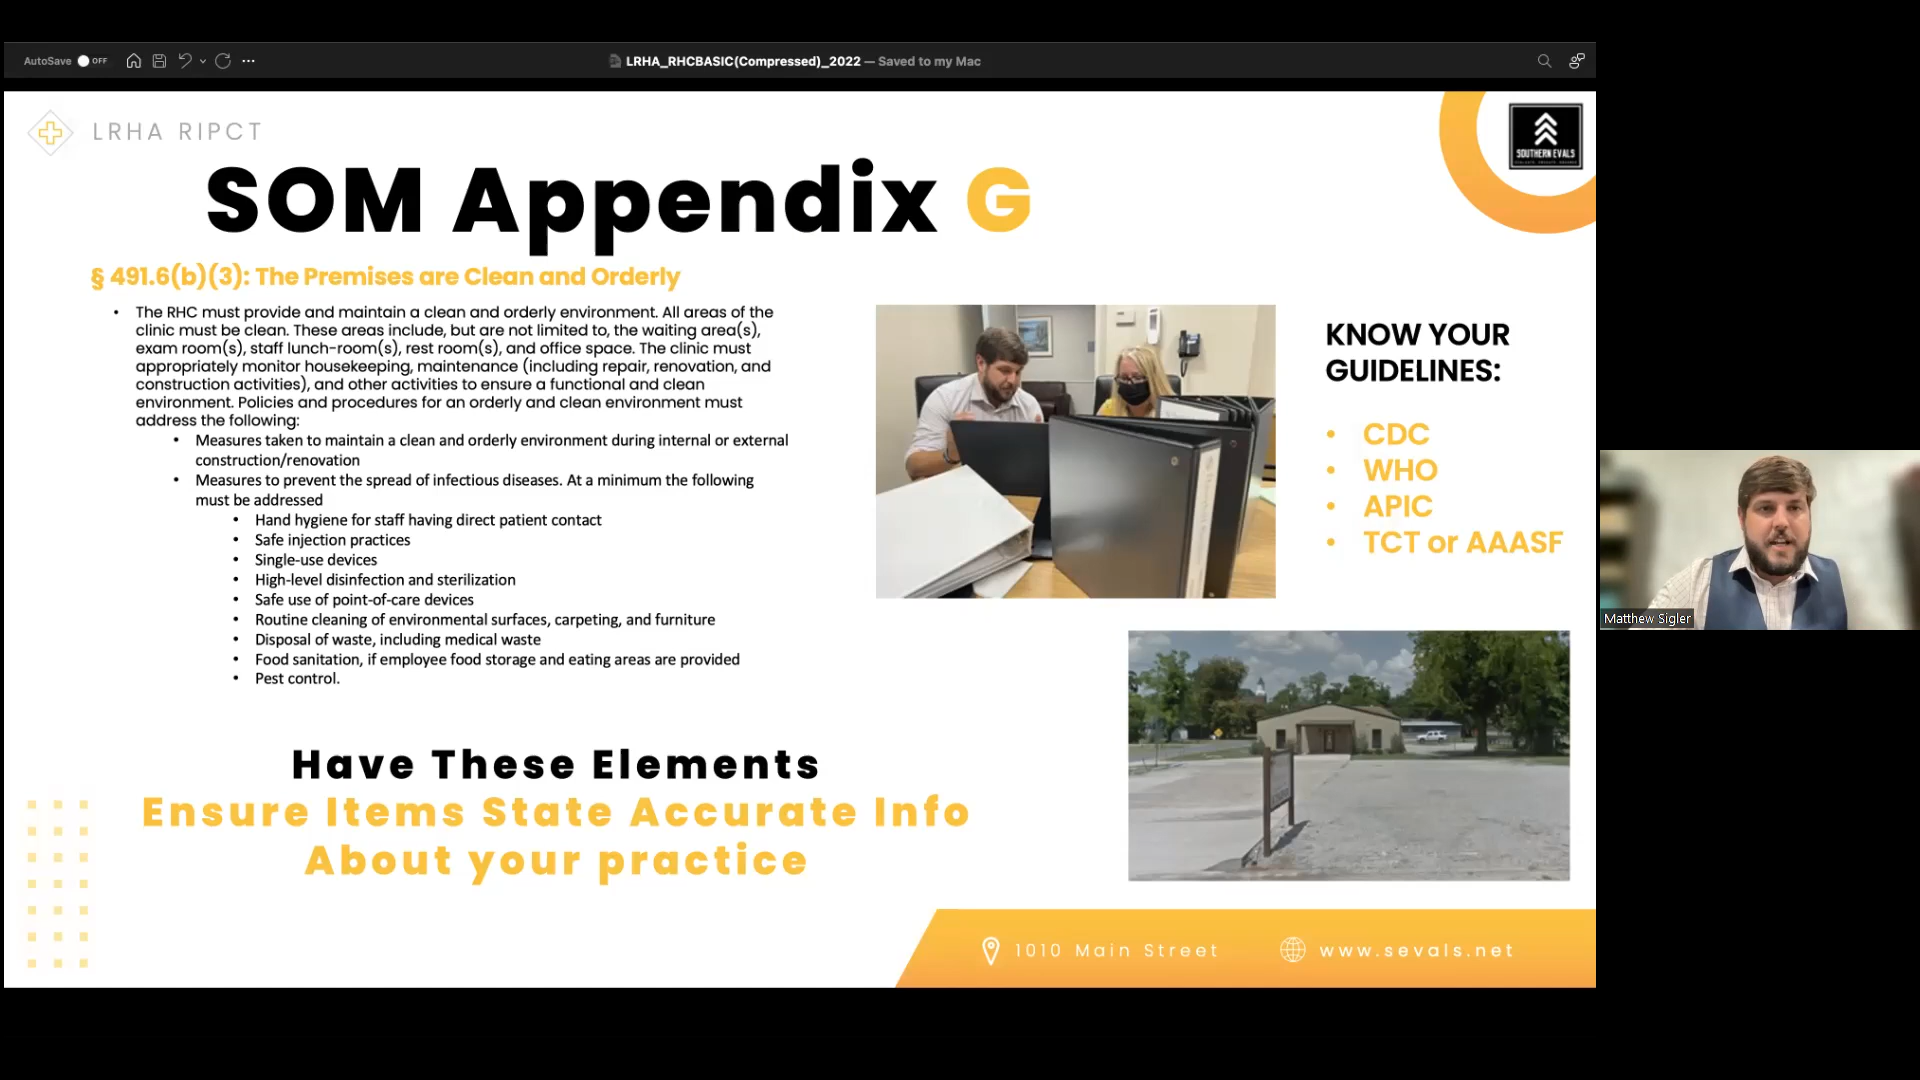 AutoSave OFF
LRHA_RHCBASIC(Compressed)_2022 — Saved to my Mac
LRHA RIPCT
SOUTHERN EVALS
SOM Appendix G
§ 491.6(b)(3): The Premises are Clean and Orderly
• The RHC must provide and maintain a clean and orderly environment. All areas of the
clinic must be clean. These areas include, but are not limited to, the waiting area(s),
exam room(s), staff lunch-room(s), rest room(s), and office space. The clinic must
appropriately monitor housekeeping, maintenance (including repair, renovation, and
construction activities), and other activities to ensure a functional and clean
environment. Policies and procedures for an orderly and clean environment must
address the following:
• Measures taken to maintain a clean and orderly environment during internal or external
construction/renovation
• Measures to prevent the spread of infectious diseases. At a minimum the following
must be addressed
• Hand hygiene for staff having direct patient contact
• Safe injection practices
• Single-use devices
• High-level disinfection and sterilization
• Safe use of point-of-care devices
• Routine cleaning of environmental surfaces, carpeting, and furniture
• Disposal of waste, including medical waste
• Food sanitation, if employee food storage and eating areas are provided
• Pest control.
KNOW YOUR
GUIDELINES:
• CDC
• WHO
• APIC
• TCT or AAASF
Matthew Sigler
Have These Elements
Ensure Items State Accurate Info
About your practice
1010 Main Street
www.sevals.net